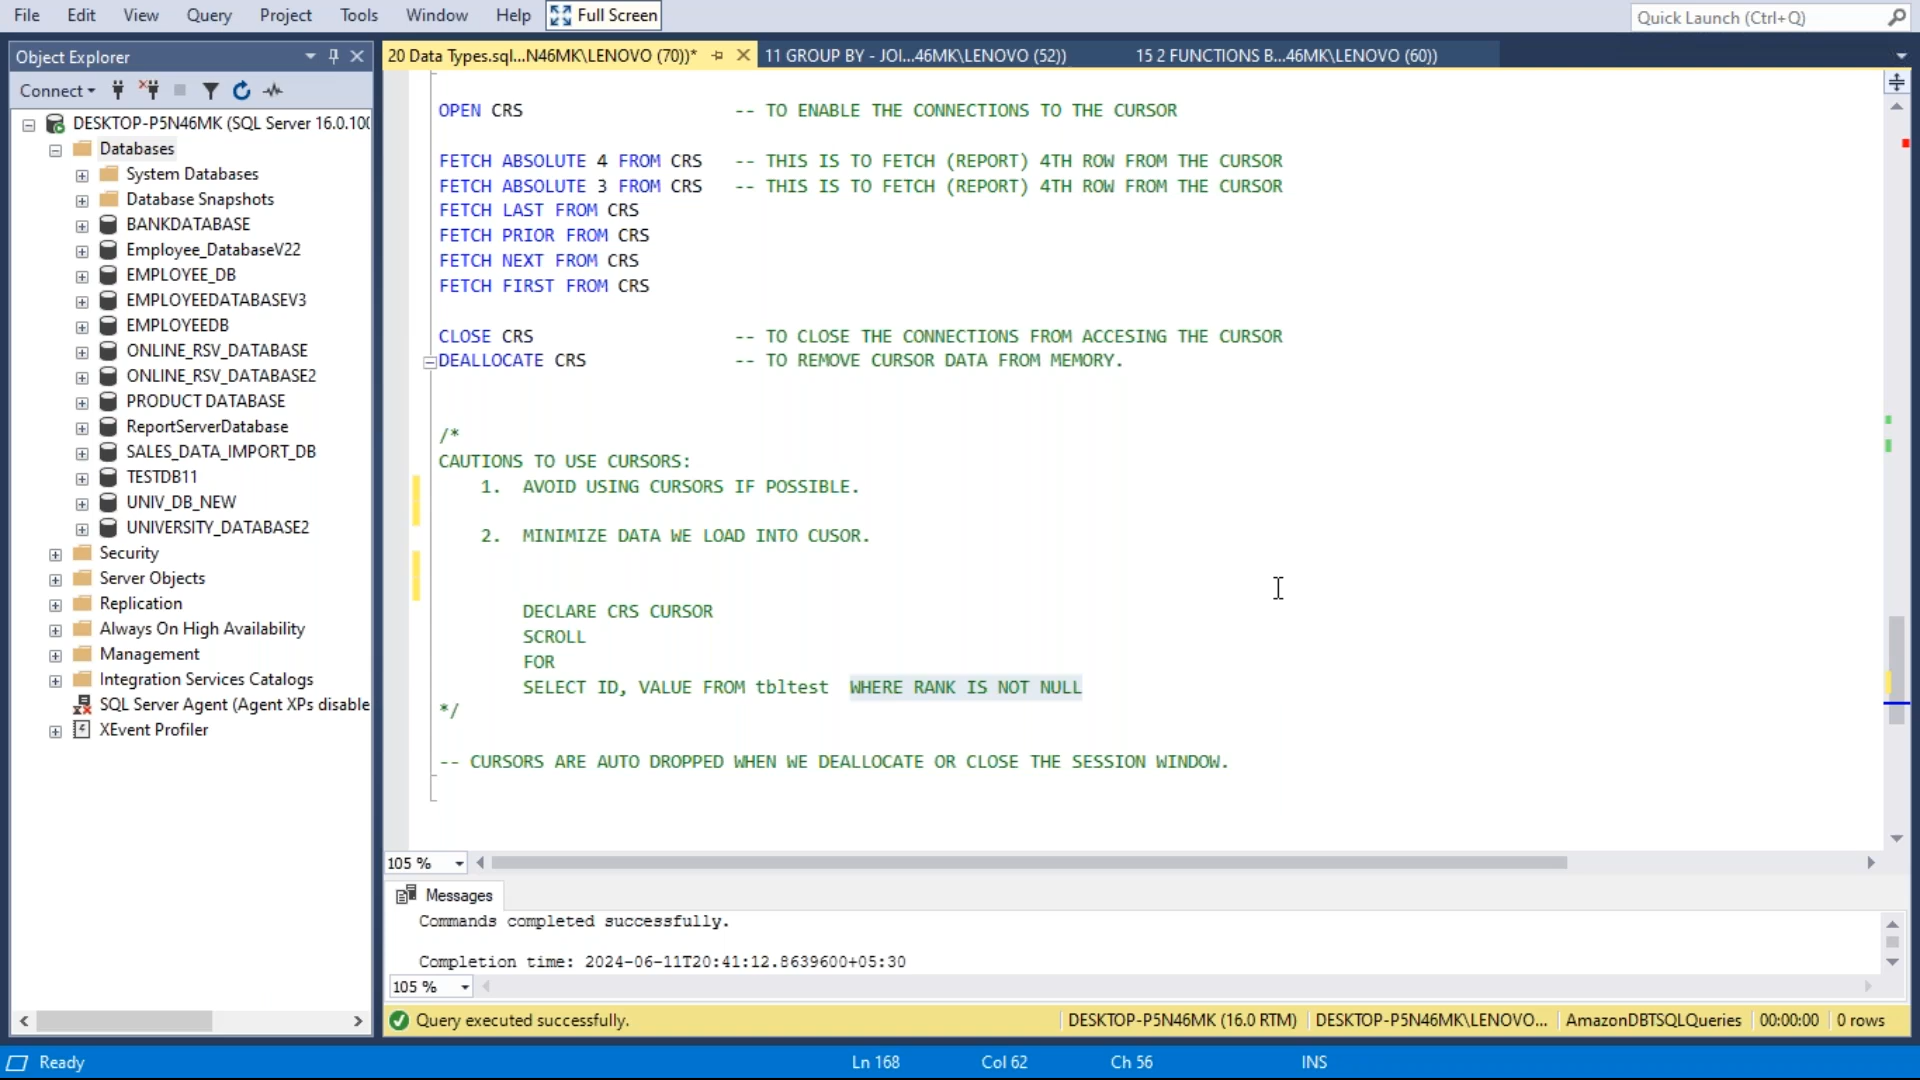 File Edit View Query Project Tools Window Help Full Screen
Quick Launch (Ctrl+Q)
Object Explorer
Connect
DESKTOP-P5N46MK (SQL Server 16.0.100
Databases
System Databases
Database Snapshots
BANKDATABASE
Employee_DatabaseV22
EMPLOYEE_DB
EMPLOYEEDATABASEV3
EMPLOYEEDB
ONLINE_RSV_DATABASE
ONLINE_RSV_DATABASE2
PRODUCT DATABASE
ReportServerDatabase
SALES_DATA_IMPORT_DB
TESTDB11
UNIV_DB_NEW
UNIVERSITY_DATABASE2
Security
Server Objects
Replication
Always On High Availability
Management
Integration Services Catalogs
SQL Server Agent (Agent XPs disable
XEvent Profiler
20 Data Types.sql...N46MK\LENOVO (70))* 11 GROUP BY - JOI...46MK\LENOVO (52)) 15 2 FUNCTIONS B...46MK\LENOVO (60))
OPEN CRS -- TO ENABLE THE CONNECTIONS TO THE CURSOR
FETCH ABSOLUTE 4 FROM CRS -- THIS IS TO FETCH (REPORT) 4TH ROW FROM THE CURSOR
FETCH ABSOLUTE 3 FROM CRS -- THIS IS TO FETCH (REPORT) 4TH ROW FROM THE CURSOR
FETCH LAST FROM CRS
FETCH PRIOR FROM CRS
FETCH NEXT FROM CRS
FETCH FIRST FROM CRS
CLOSE CRS -- TO CLOSE THE CONNECTIONS FROM ACCESING THE CURSOR
DEALLOCATE CRS -- TO REMOVE CURSOR DATA FROM MEMORY.
/*
CAUTIONS TO USE CURSORS:
1. AVOID USING CURSORS IF POSSIBLE.
2. MINIMIZE DATA WE LOAD INTO CUSOR.
DECLARE CRS CURSOR
SCROLL
FOR
SELECT ID, VALUE FROM tbltest WHERE RANK IS NOT NULL
*/
-- CURSORS ARE AUTO DROPPED WHEN WE DEALLOCATE OR CLOSE THE SESSION WINDOW.
105 %
Messages
Commands completed successfully.
Completion time: 2024-06-11T20:41:12.8639600+05:30
105 %
Query executed successfully. DESKTOP-P5N46MK (16.0 RTM) DESKTOP-P5N46MK\LENOVO... AmazonDBTSQLQueries 00:00:00 0 rows
Ready Ln 168 Col 62 Ch 56 INS